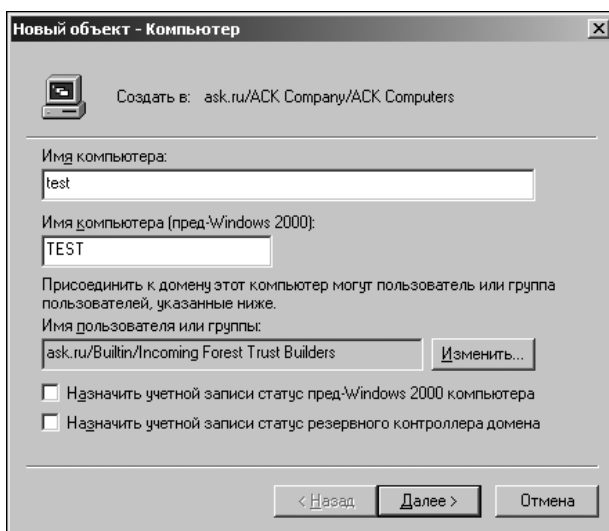 Новый объект - Компьютер
Создать в: ask.ru/ACK Company/ACK Computers
Имя компьютера:
test
Имя компьютера (пред-Windows 2000):
TEST
Присоединить к домену этот компьютер могут пользователь или группа
пользователей, указанные ниже.
Имя пользователя или группы:
ask.ru/Builtin/Incoming Forest Trust Builders
Изменить...
Назначить учетной записи статус пред-Windows 2000 компьютера
Назначить учетной записи статус резервного контроллера домена
< Назад Далее > Отмена